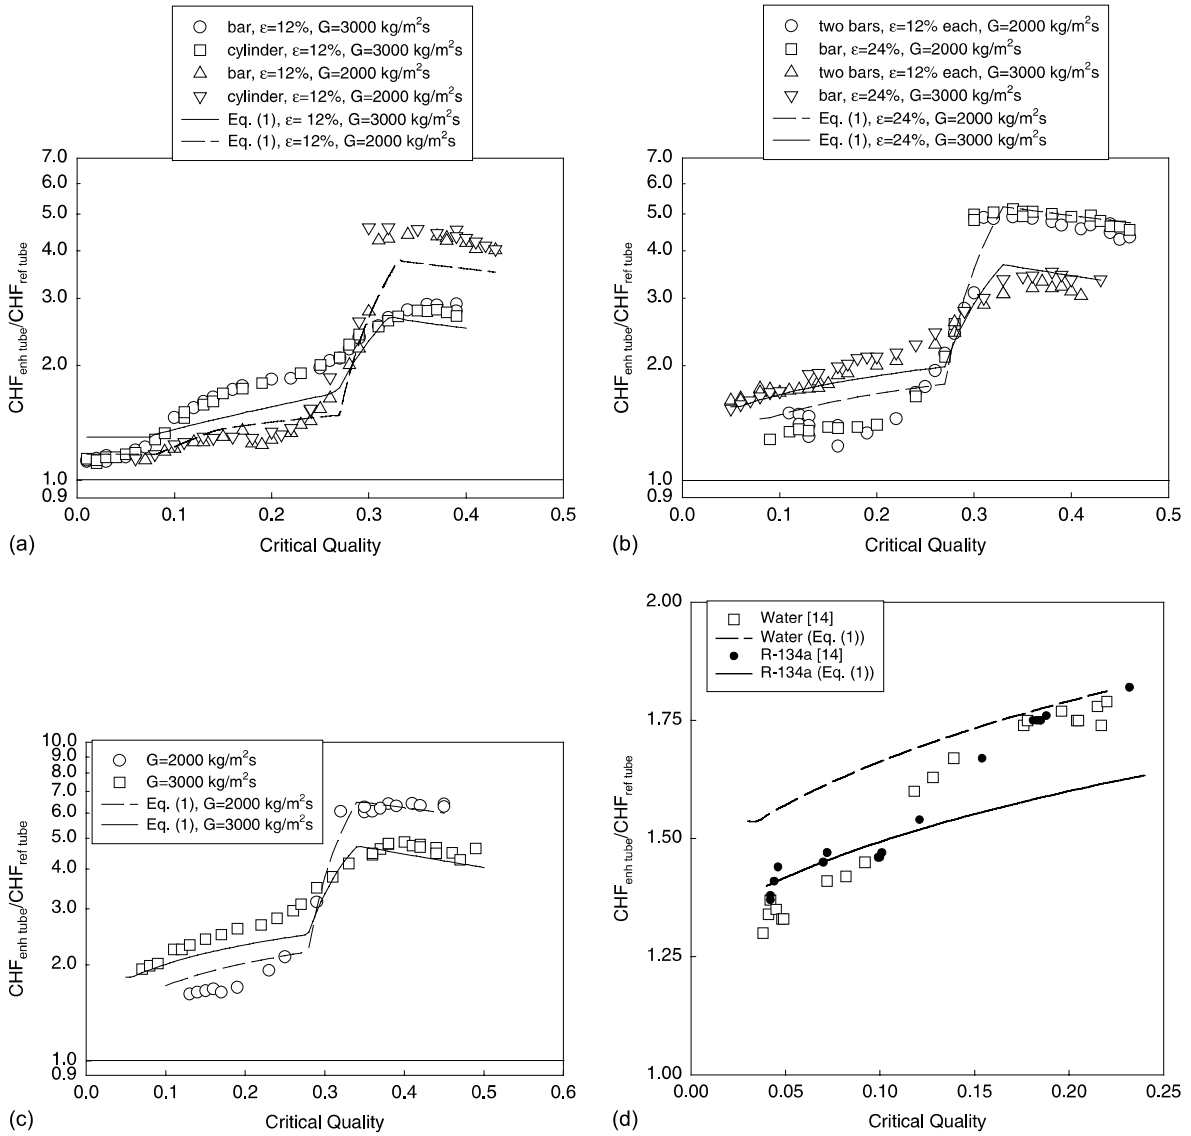 bar, ε=12%, G=3000 kg/m²s
cylinder, ε=12%, G=3000 kg/m²s
bar, ε=12%, G=2000 kg/m²s
cylinder, ε=12%, G=2000 kg/m²s
Eq. (1), ε= 12%, G=3000 kg/m²s
Eq. (1), ε=12%, G=2000 kg/m²s
7.0
6.0
5.0
4.0
3.0
2.0
1.0
0.9
CHFenh tube/CHFref tube
0.0 0.1 0.2 0.3 0.4 0.5
Critical Quality
(a)
two bars, ε=12% each, G=2000 kg/m²s
bar, ε=24%, G=2000 kg/m²s
two bars, ε=12% each, G=3000 kg/m²s
bar, ε=24%, G=3000 kg/m²s
Eq. (1), ε=24%, G=2000 kg/m²s
Eq. (1), ε=24%, G=3000 kg/m²s
7.0
6.0
5.0
4.0
3.0
2.0
1.0
0.9
CHFenh tube/CHFref tube
0.0 0.1 0.2 0.3 0.4 0.5
Critical Quality
(b)
G=2000 kg/m²s
G=3000 kg/m²s
Eq. (1), G=2000 kg/m²s
Eq. (1), G=3000 kg/m²s
10.0
8.0
7.0
6.0
5.0
4.0
3.0
2.0
1.0
0.9
CHFenh tube/CHFref tube
0.0 0.1 0.2 0.3 0.4 0.5 0.6
Critical Quality
(c)
Water [14]
Water (Eq. (1))
R-134a [14]
R-134a (Eq. (1))
2.00
1.75
1.50
1.25
1.00
CHFenh tube/CHFref tube
0.00 0.05 0.10 0.15 0.20 0.25
Critical Quality
(d)